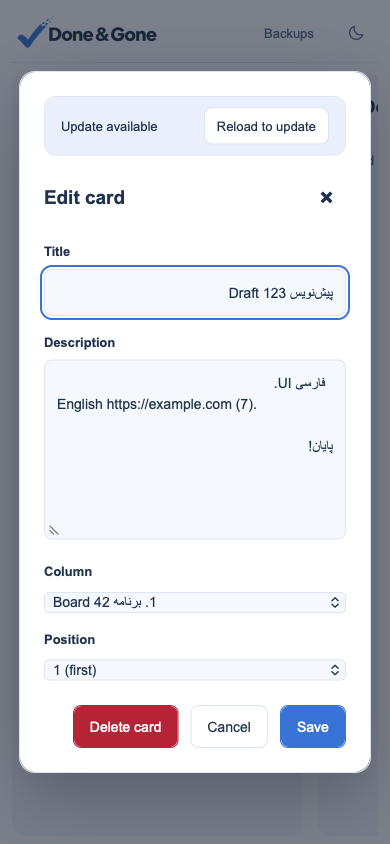 Done & Gone
Backups
Update available
Reload to update
Edit card
Title
پیش‌نویس Draft 123
Description
فارسی UI.
English https://example.com (7).
پایان!
Column
1. برنامه Board 42
Position
1 (first)
Delete card
Cancel
Save